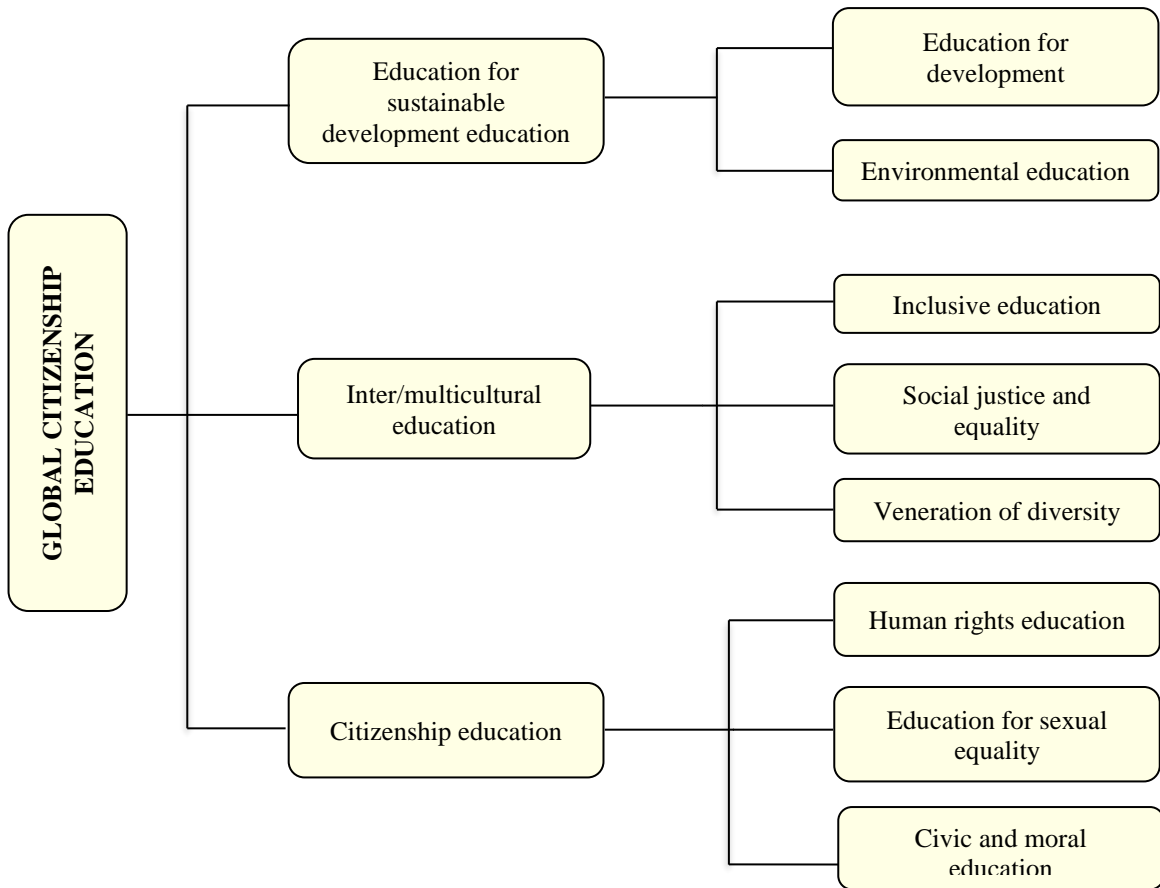 GLOBAL CITIZENSHIP
EDUCATION
Education for
sustainable
development education
Education for
development
Environmental education
Inter/multicultural
education
Inclusive education
Social justice and
equality
Veneration of diversity
Citizenship education
Human rights education
Education for sexual
equality
Civic and moral
education